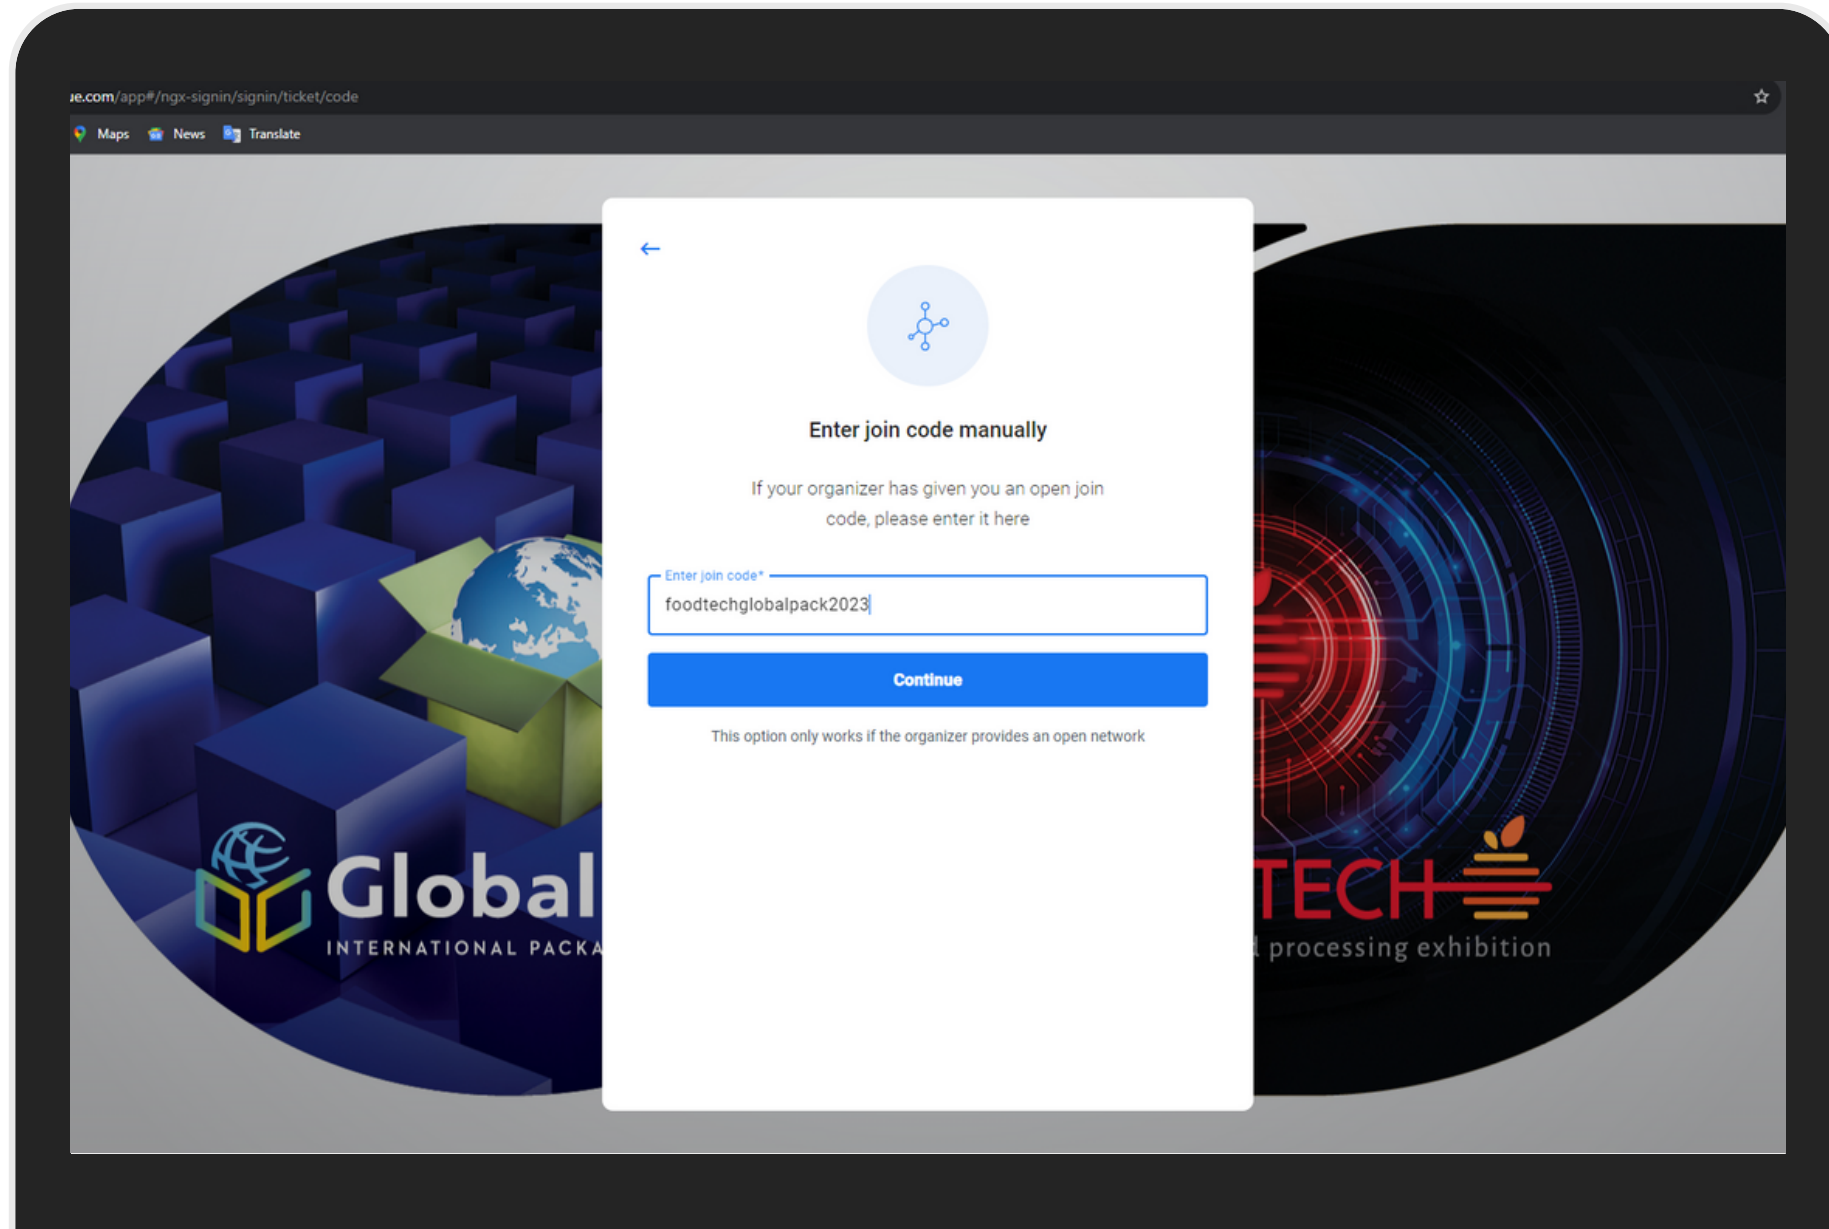 ue.com/app#/ngx-signin/signin/ticket/code
Maps News Translate
Enter join code manually
If your organizer has given you an open join
code, please enter it here
Enter join code*
foodtechglobalpack2023
Continue
This option only works if the organizer provides an open network
Global
INTERNATIONAL PACKA
TECH
processing exhibition